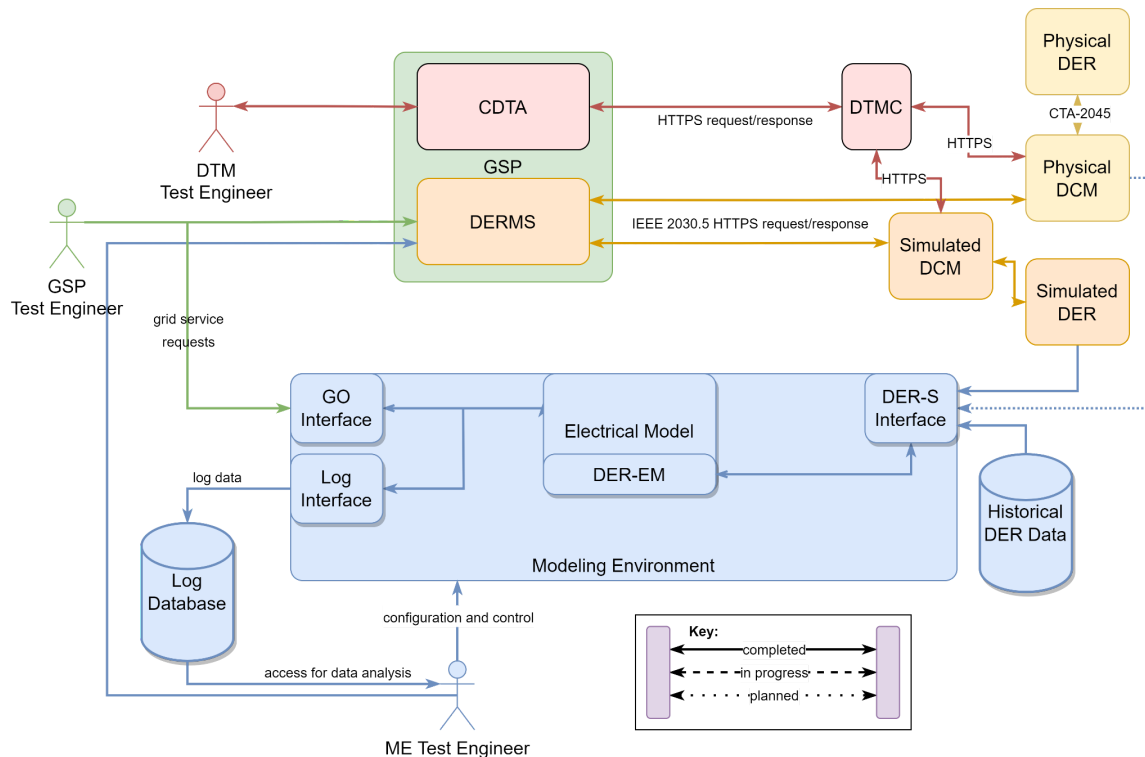 Physical
DER
CTA-2045
Physical
DCM
CDTA
HTTPS request/response
DTMC
HTTPS
HTTPS
GSP
DTM
Test Engineer
DERMS
IEEE 2030.5 HTTPS request/response
Simulated
DCM
Simulated
DER
GSP
Test Engineer
grid service
requests
GO
Interface
Electrical Model
DER-EM
DER-S
Interface
Log
Interface
log data
Log
Database
Historical
DER Data
Modeling Environment
configuration and control
access for data analysis
ME Test Engineer
Key:
completed
in progress
planned